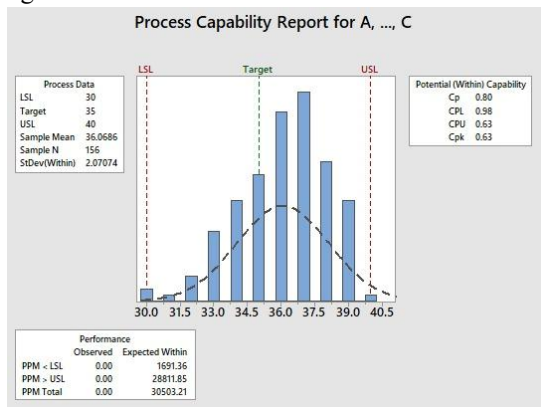 Process Capability Report for A, ..., C
LSL Target USL
Process Data
LSL 30
Target 35
USL 40
Sample Mean 36.0686
Sample N 156
StDev(Within) 2.07074
Potential (Within) Capability
Cp 0.80
CPL 0.98
CPU 0.63
Cpk 0.63
30.0 31.5 33.0 34.5 36.0 37.5 39.0 40.5
Performance
Observed Expected Within
PPM < LSL 0.00 1691.36
PPM > USL 0.00 28811.85
PPM Total 0.00 30503.21